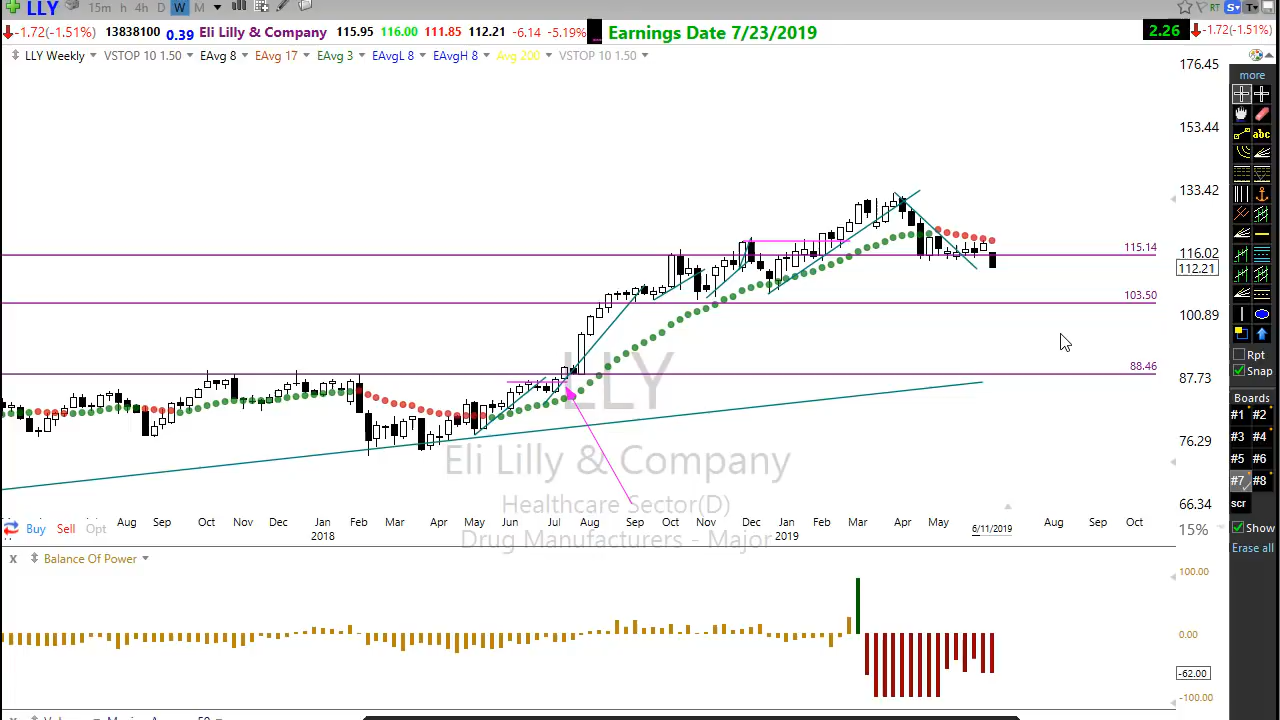 LLY 15m h 4h D W M RT S T
-1.72(-1.51%) 13838100 0.39 Eli Lilly & Company 115.95 116.00 111.85 112.21 -6.14 -5.19% Earnings Date 7/23/2019 2.26 -1.72(-1.51%)
LLY Weekly VSTOP 10 1.50 EAvg 8 EAvg 17 EAvg 3 EAvgL 8 EAvgH 8 Avg 200 VSTOP 10 1.50
176.45
153.44
133.42
116.02
112.21
100.89
87.73
76.29
66.34
15%
115.14
103.50
88.46
LLY
Eli Lilly & Company
Healthcare Sector(D)
Drug Manufacturers - Major
Buy Sell Opt
Aug Sep Oct Nov Dec Jan Feb Mar Apr May Jun Jul Aug Sep Oct Nov Dec Jan Feb Mar Apr May 6/11/2019 Aug Sep Oct
2018 2019
x Balance Of Power
100.00
0.00
-62.00
-100.00
more
abc
Rpt
Snap
Boards
#1 #2
#3 #4
#5 #6
#7 #8
scr
Show
Erase all